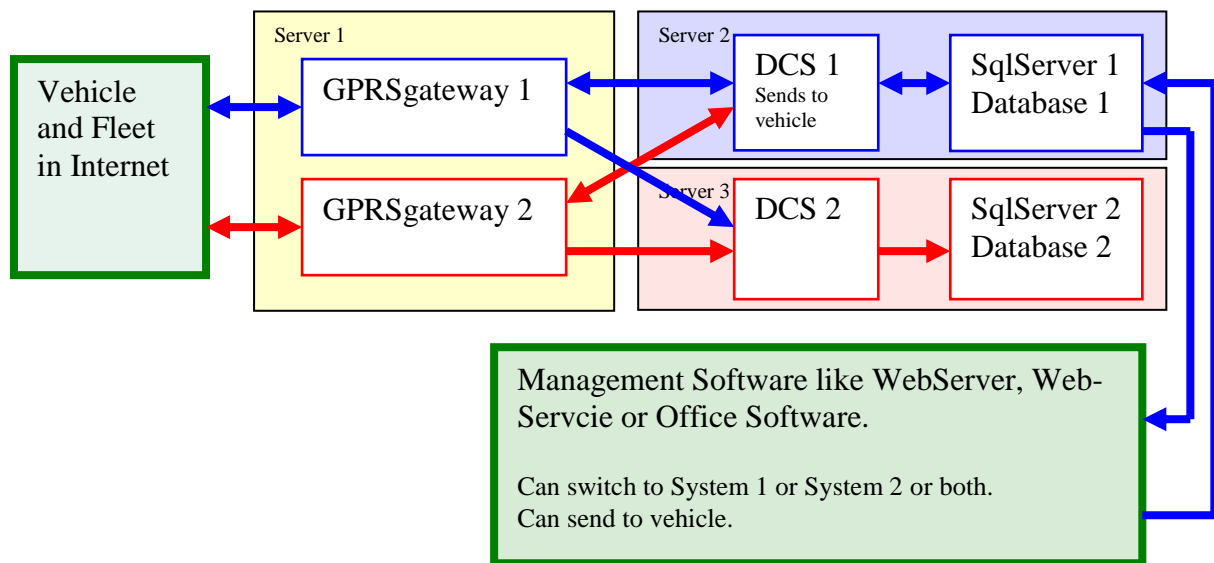 Server 1
Server 2
Vehicle
and Fleet
in Internet
GPRSgateway 1
DCS 1
Sends to
vehicle
SqlServer 1
Database 1
GPRSgateway 2
Server 3
DCS 2
SqlServer 2
Database 2
Management Software like WebServer, Web-
Servcie or Office Software.
Can switch to System 1 or System 2 or both.
Can send to vehicle.